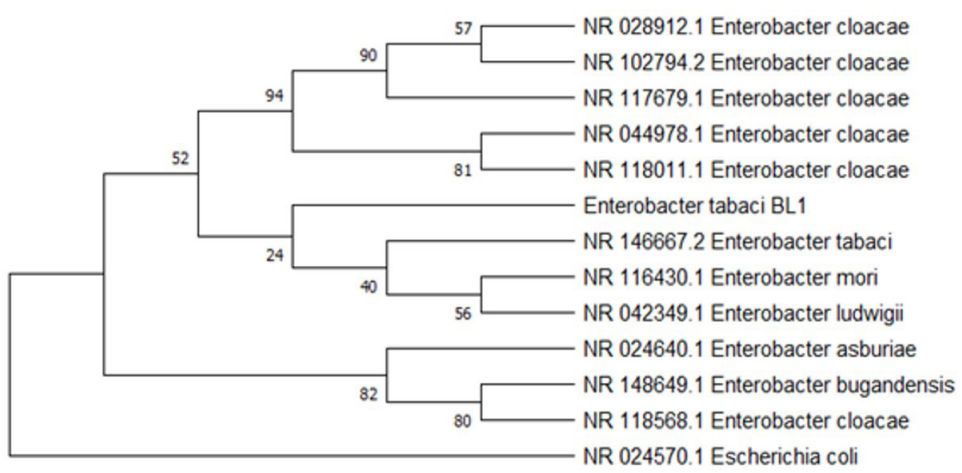 57
NR 028912.1 Enterobacter cloacae
90
NR 102794.2 Enterobacter cloacae
94
NR 117679.1 Enterobacter cloacae
NR 044978.1 Enterobacter cloacae
52
81
NR 118011.1 Enterobacter cloacae
Enterobacter tabaci BL1
24
NR 146667.2 Enterobacter tabaci
40
NR 116430.1 Enterobacter mori
56
NR 042349.1 Enterobacter ludwigii
NR 024640.1 Enterobacter asburiae
82
NR 148649.1 Enterobacter bugandensis
80
NR 118568.1 Enterobacter cloacae
NR 024570.1 Escherichia coli